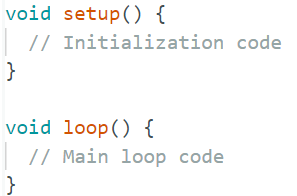 void setup() {
  // Initialization code
}

void loop() {
  // Main loop code
}